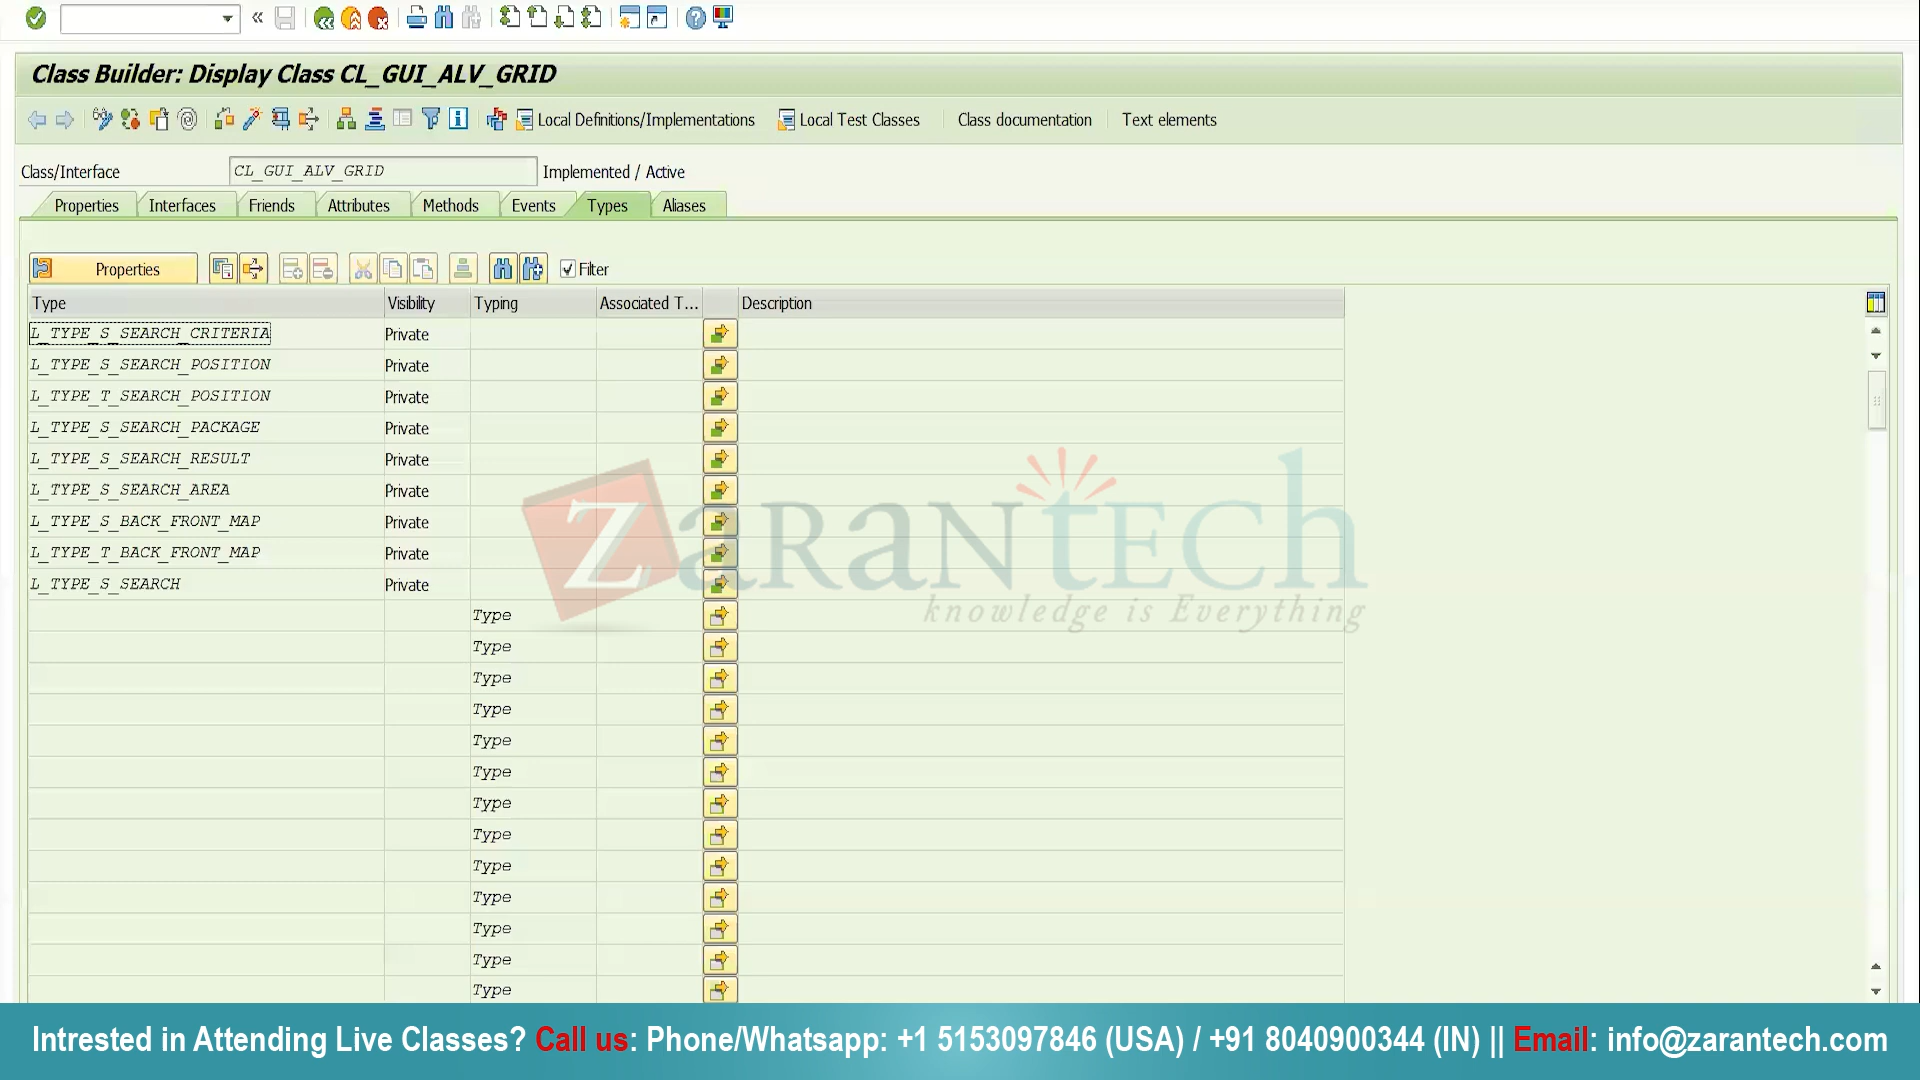 Class Builder: Display Class CL_GUI_ALV_GRID
Local Definitions/Implementations Local Test Classes Class documentation Text elements
Class/Interface CL_GUI_ALV_GRID Implemented / Active
Properties Interfaces Friends Attributes Methods Events Types Aliases
Properties Filter
Type Visibility Typing Associated T... Description
L_TYPE_S_SEARCH_CRITERIA Private
L_TYPE_S_SEARCH_POSITION Private
L_TYPE_T_SEARCH_POSITION Private
L_TYPE_S_SEARCH_PACKAGE Private
L_TYPE_S_SEARCH_RESULT Private
L_TYPE_S_SEARCH_AREA Private
L_TYPE_S_BACK_FRONT_MAP Private
L_TYPE_T_BACK_FRONT_MAP Private
L_TYPE_S_SEARCH Private
zaRaNtECh
knowledge is Everything
Type
Type
Type
Type
Type
Type
Type
Type
Type
Type
Type
Type
Type
Intrested in Attending Live Classes? Call us: Phone/Whatsapp: +1 5153097846 (USA) / +91 8040900344 (IN) || Email: info@zarantech.com